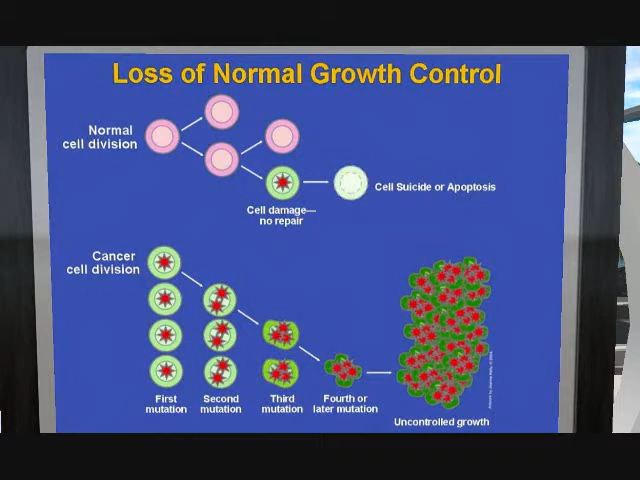 Loss of Normal Growth Control
Normal
cell division
Cell Suicide or Apoptosis
Cell damage—
no repair
Cancer
cell division
First
mutation
Second
mutation
Third
mutation
Fourth or
later mutation
Uncontrolled growth